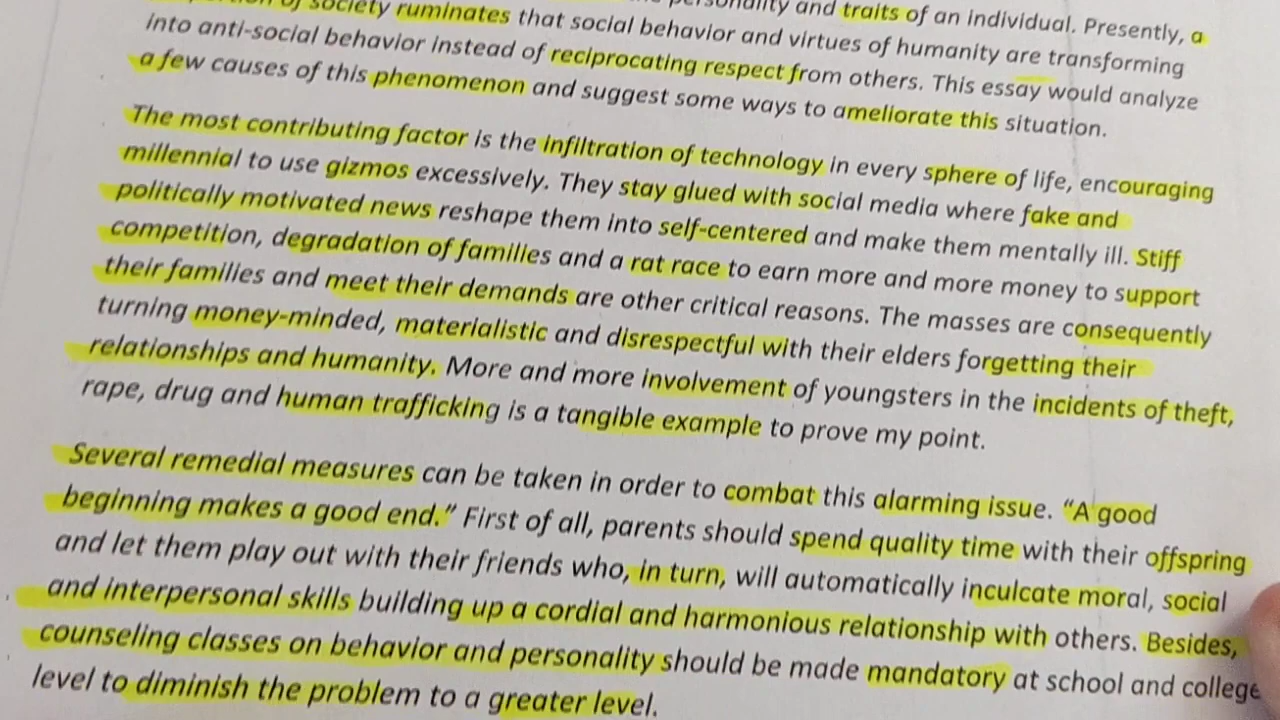 of society ruminates that social behavior and virtues of humanity are transforming
personality and traits of an individual. Presently, a
into anti-social behavior instead of reciprocating respect from others. This essay would analyze
a few causes of this phenomenon and suggest some ways to ameliorate this situation.
The most contributing factor is the infiltration of technology in every sphere of life, encouraging
millennial to use gizmos excessively. They stay glued with social media where fake and
politically motivated news reshape them into self-centered and make them mentally ill. Stiff
competition, degradation of families and a rat race to earn more and more money to support
their families and meet their demands are other critical reasons. The masses are consequently
turning money-minded, materialistic and disrespectful with their elders forgetting their
relationships and humanity. More and more involvement of youngsters in the incidents of theft,
rape, drug and human trafficking is a tangible example to prove my point.
Several remedial measures can be taken in order to combat this alarming issue. “A good
beginning makes a good end.” First of all, parents should spend quality time with their offspring
and let them play out with their friends who, in turn, will automatically inculcate moral, social
and interpersonal skills building up a cordial and harmonious relationship with others. Besides,
counseling classes on behavior and personality should be made mandatory at school and college
level to diminish the problem to a greater level.